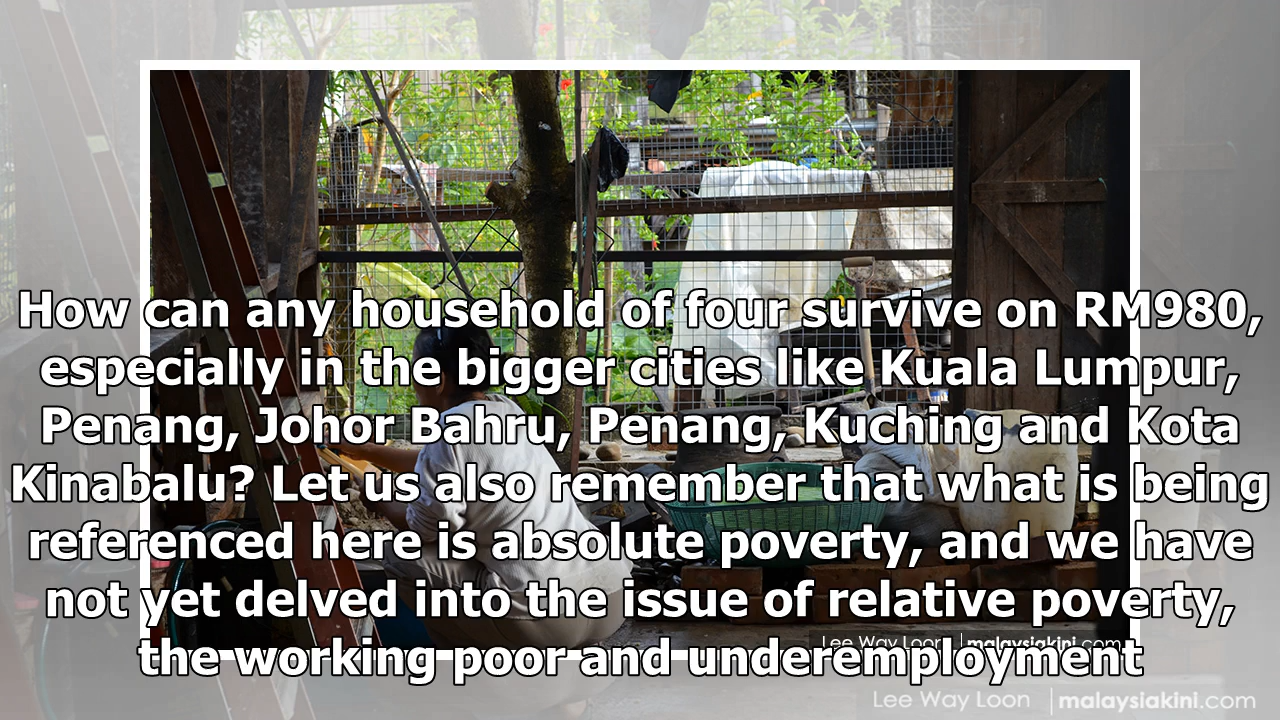 How can any household of four survive on RM980,
especially in the bigger cities like Kuala Lumpur,
Penang, Johor Bahru, Penang, Kuching and Kota
Kinabalu? Let us also remember that what is being
referenced here is absolute poverty, and we have
not yet delved into the issue of relative poverty,
Lee Way Loon malaysiakini.com
the working poor and underemployment
Lee Way Loon malaysiakini.com